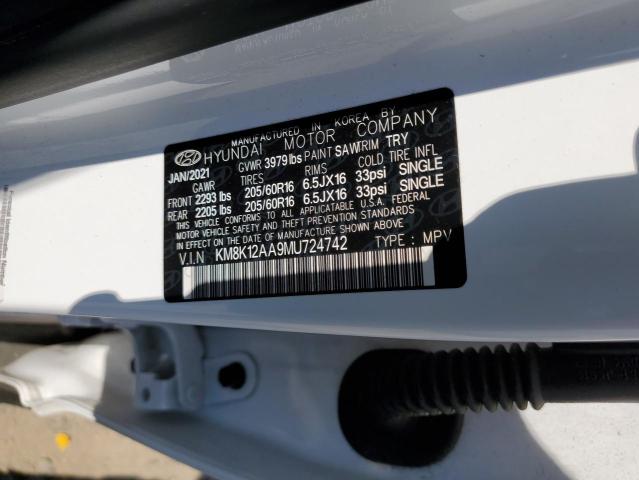 MANUFACTURED IN KOREA BY
HYUNDAI MOTOR COMPANY
JAN/2021 GVWR 3979lbs PAINT SAW TRIM TRY
GAWR TIRES RIMS COLD TIRE INFL
FRONT 2293 lbs 205/60R16 6.5JX16 33psi SINGLE
REAR 2205 lbs 205/60R16 6.5JX16 33psi SINGLE
THIS VEHICLE CONFORMS TO ALL APPLICABLE U.S.A. FEDERAL
MOTOR VEHICLE SAFETY AND THEFT PREVENTION STANDARDS
IN EFFECT ON THE DATE OF MANUFACTURE SHOWN ABOVE.
V.I.N KM8K12AA9MU724742 TYPE : MPV